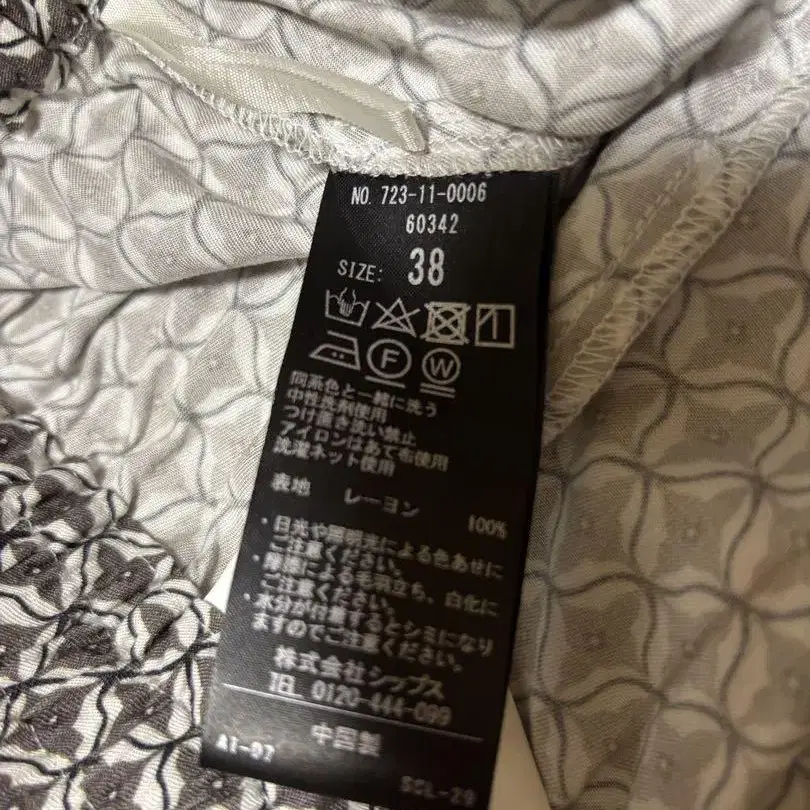 NO. 723-11-0006
60342
SIZE: 38
F W
同系色と一緒に洗う
中性洗剤使用
つけ置き洗い禁止
アイロンはあて布使用
洗濯ネット使用
表地 レーヨン 100%
・日光や照明光による色あせに
ご注意ください。
・摩擦による毛羽立ち、白化に
ご注意ください。
・水分が付着するとシミになり
ますのでご注意ください。
株式会社シップス
TEL 0120-444-099
中国製
AI-97
SCL-20